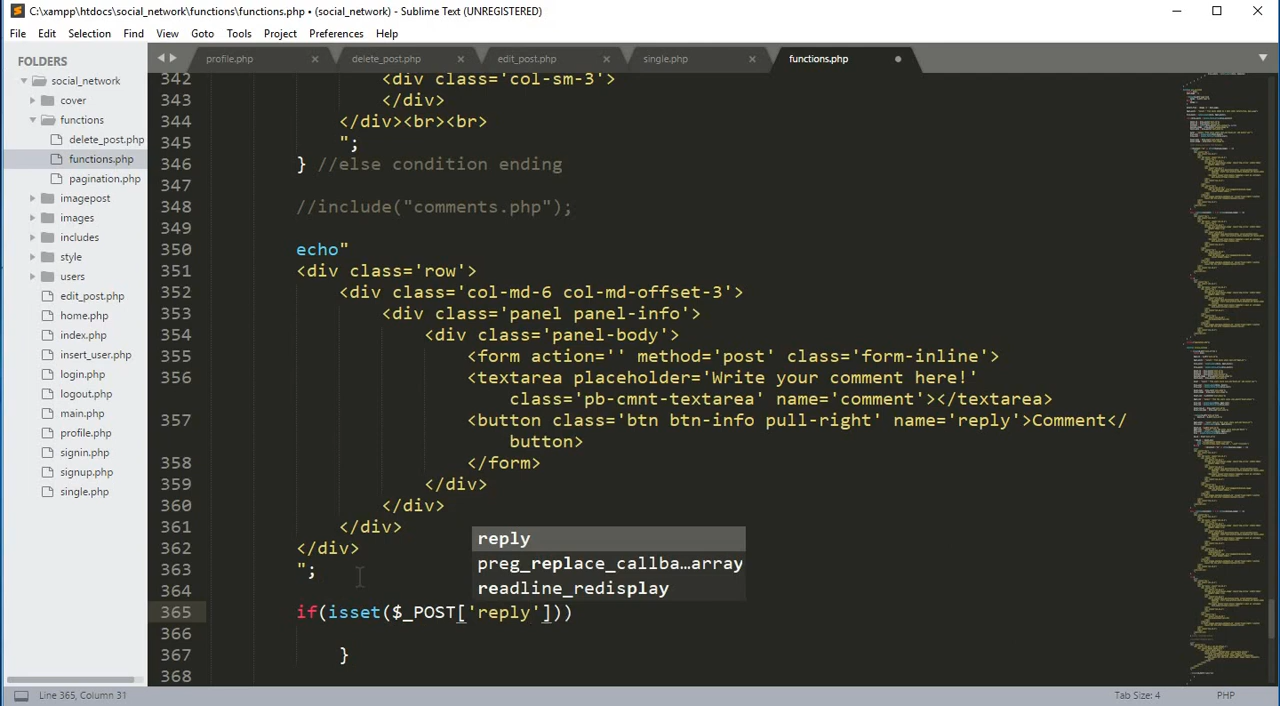 C:\xampp\htdocs\social_network\functions\functions.php • (social_network) - Sublime Text (UNREGISTERED)
File Edit Selection Find View Goto Tools Project Preferences Help
FOLDERS
social_network
cover
functions
delete_post.php
functions.php
pagination.php
imagepost
images
includes
style
users
edit_post.php
home.php
index.php
insert_user.php
login.php
logout.php
main.php
profile.php
sigin.php
signup.php
single.php
profile.php × delete_post.php × edit_post.php × single.php × functions.php
342 <div class='col-sm-3'>
343 </div>
344 </div><br><br>
345 ";
346 } //else condition ending
347
348 //include("comments.php");
349
350 echo"
351 <div class='row'>
352 <div class='col-md-6 col-md-offset-3'>
353 <div class='panel panel-info'>
354 <div class='panel-body'>
355 <form action='' method='post' class='form-inline'>
356 <textarea placeholder='Write your comment here!'
class='pb-cmnt-textarea' name='comment'></textarea>
357 <button class='btn btn-info pull-right' name='reply'>Comment</
button>
358 </form>
359 </div>
360 </div>
361 </div>
362 </div>
363 ";
364
365 if(isset($_POST['reply']))
366
367 }
368
reply
preg_replace_callba…array
readline_redisplay
Line 365, Column 31
Tab Size: 4 PHP